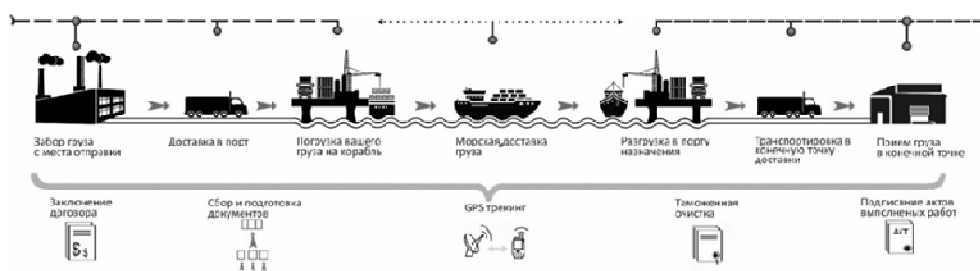 Забор груза
с места отправки
Доставка в порт
Погрузка вашего
груза на корабль
Морская доставка
груза
Разгрузка в порту
назначения
Транспортировка в
конечную точку
доставки
Прием груза
в конечной точке
Заключение
договора
Сбор и подготовка
документов
GPS трекинг
Таможенная
очистка
Подписание актов
выполненых работ